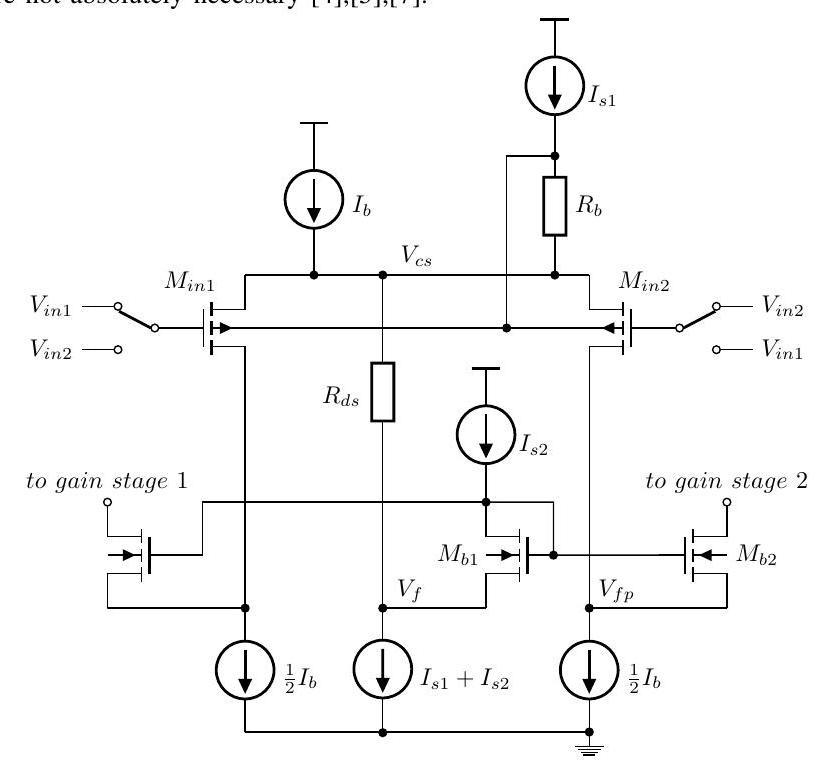 not absolutely necessary [4],[5],[7].
I_{s1}
I_b
R_b
V_{cs}
M_{in1}
M_{in2}
V_{in1}
V_{in2}
V_{in2}
V_{in1}
R_{ds}
I_{s2}
to gain stage 1
to gain stage 2
M_{b1}
M_{b2}
V_f
V_{fp}
\frac{1}{2}I_b
I_{s1} + I_{s2}
\frac{1}{2}I_b